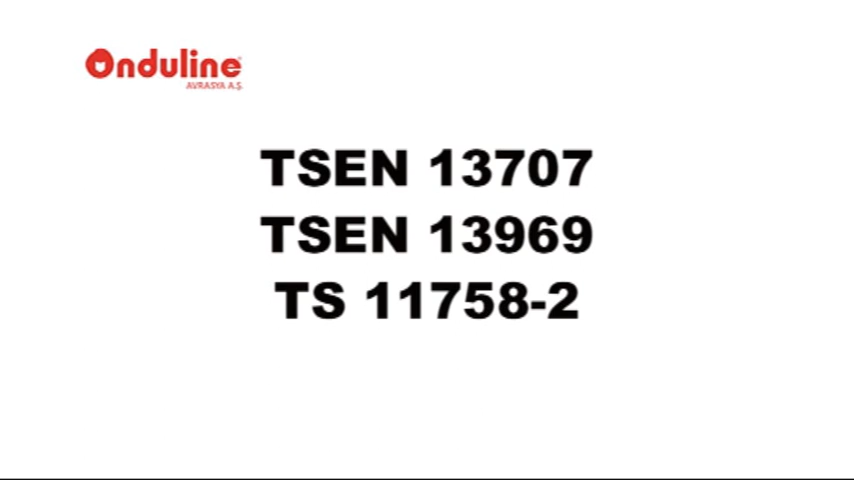 Onduline
AVRASYA A.Ş.
TSEN 13707
TSEN 13969
TS 11758-2